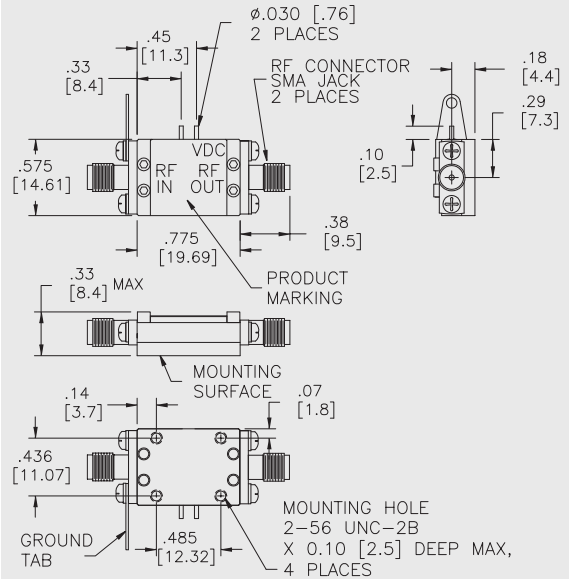 ø.030 [.76]
2 PLACES
.45
[11.3]
.33
[8.4]
RF CONNECTOR
SMA JACK
2 PLACES
.18
[4.4]
.29
[7.3]
.10
[2.5]
.575
[14.61]
VDC
RF
IN
RF
OUT
.775
[19.69]
.38
[9.5]
PRODUCT
MARKING
.33
[8.4] MAX
MOUNTING
SURFACE
.14
[3.7]
.07
[1.8]
.436
[11.07]
.485
[12.32]
GROUND
TAB
MOUNTING HOLE
2-56 UNC-2B
X 0.10 [2.5] DEEP MAX,
4 PLACES